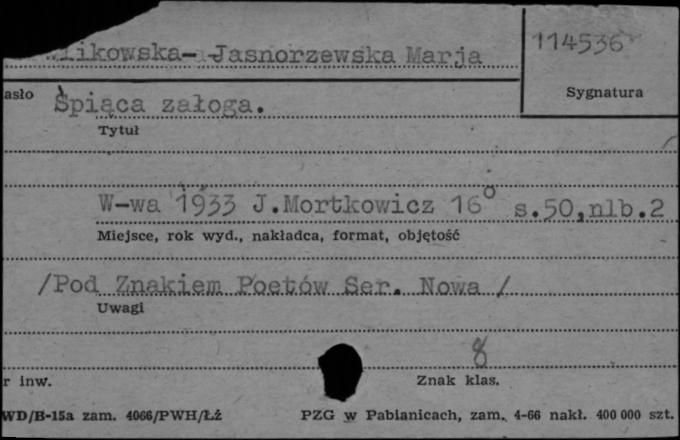 wlikowska- Jasnorzewska Marja
114536
asło
Sygnatura
Śpiąca załoga.
Tytuł
W-wa 1933 J.Mortkowicz 16° s.50,nlb.2
Miejsce, rok wyd., nakładca, format, objętość
/Pod Znakiem Poetów Ser. Nowa /
Uwagi
8
r inw.
Znak klas.
WD/B-15a zam. 4066/PWH/Łż
PZG w Pabianicach, zam. 4-66 nakł. 400 000 szt.